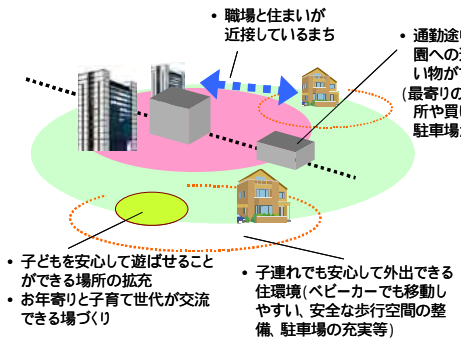 • 職場と住まいが
近接しているまち
• 通勤途
園への
い物が
(最寄りの
所や買
駐車場
• 子どもを安心して遊ばせること
ができる場所の拡充
• お年寄りと子育て世代が交流
できる場づくり
• 子連れでも安心して外出できる
住環境(ベビーカーでも移動し
やすい、安全な歩行空間の整
備、駐車場の充実等)